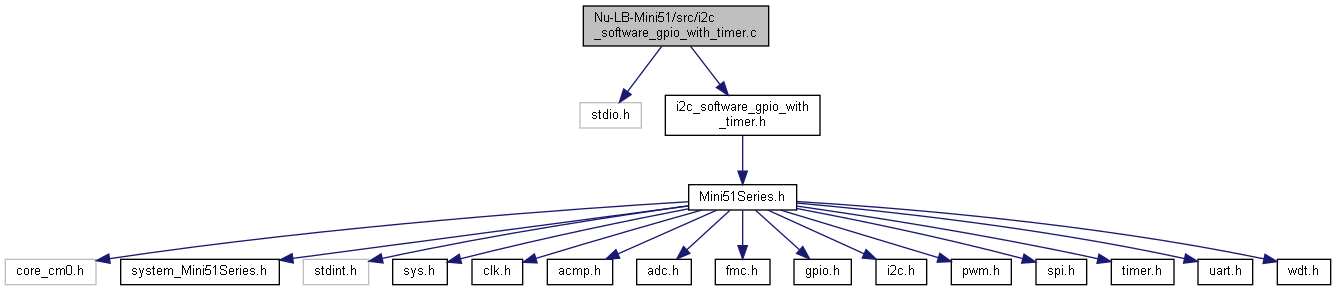 Nu-LB-Mini51/src/i2c
_software_gpio_with_timer.c
stdio.h
i2c_software_gpio_with
_timer.h
Mini51Series.h
core_cm0.h
system_Mini51Series.h
stdint.h
sys.h
clk.h
acmp.h
adc.h
fmc.h
gpio.h
i2c.h
pwm.h
spi.h
timer.h
uart.h
wdt.h